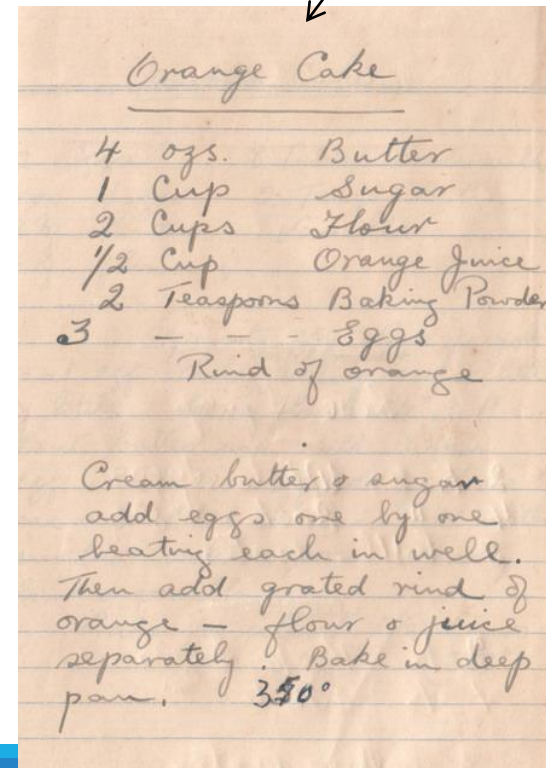 Orange Cake
4 ozs. Butter
1 Cup Sugar
2 Cups Flour
1/2 Cup Orange Juice
2 Teaspoons Baking Powder
3 - - - Eggs
Rind of orange
Cream butter & sugar
add eggs one by one
beating each in well.
Then add grated rind of
orange – flour & juice
separately. Bake in deep
pan. 350°